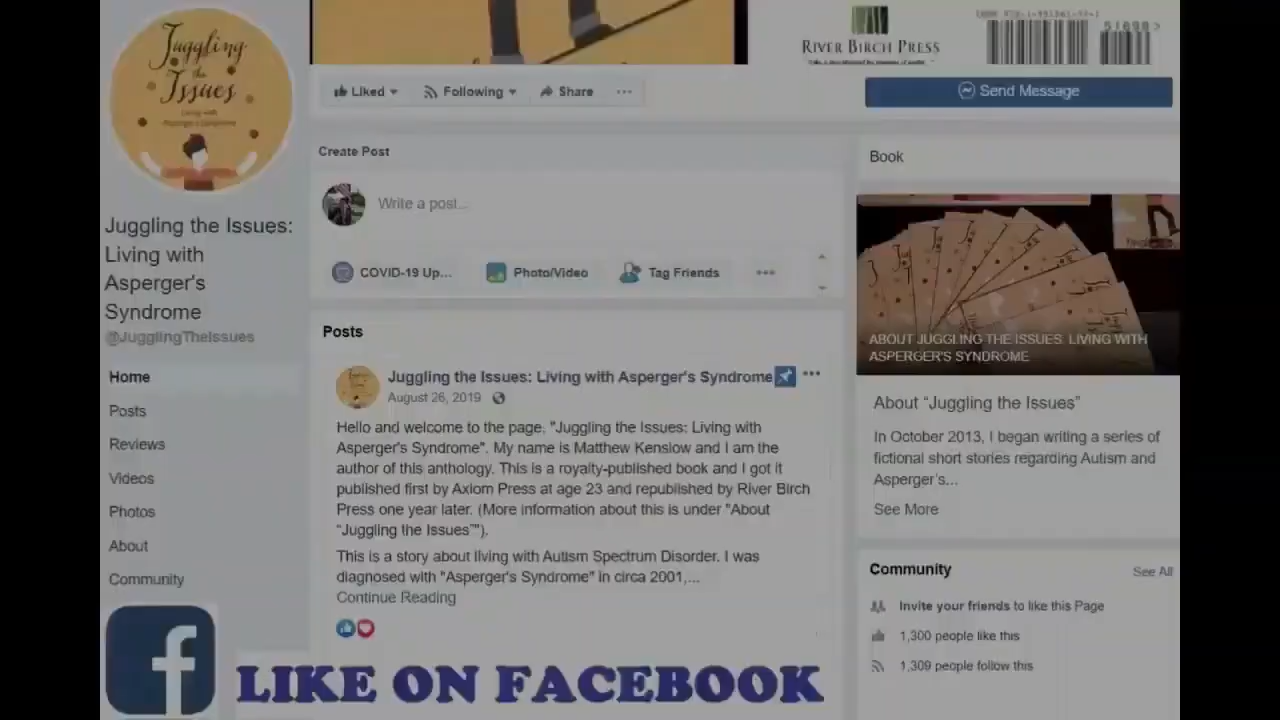 Juggling
the
Issues
Living with
Asperger's Syndrome
RIVER BIRCH PRESS
51699>
Liked
Following
Share
Send Message
Juggling the Issues:
Living with
Asperger's
Syndrome
@JugglingTheIssues
Home
Posts
Reviews
Videos
Photos
About
Community
Create Post
Write a post...
COVID-19 Up...
Photo/Video
Tag Friends
Posts
Juggling the Issues: Living with Asperger's Syndrome
August 26, 2019
Hello and welcome to the page, "Juggling the Issues: Living with
Asperger's Syndrome". My name is Matthew Kenslow and I am the
author of this anthology. This is a royalty-published book and I got it
published first by Axiom Press at age 23 and republished by River Birch
Press one year later. (More information about this is under "About
"Juggling the Issues"").
This is a story about living with Autism Spectrum Disorder. I was
diagnosed with "Asperger's Syndrome" in circa 2001,...
Continue Reading
Book
ABOUT JUGGLING THE ISSUES: LIVING WITH
ASPERGER'S SYNDROME
About “Juggling the Issues”
In October 2013, I began writing a series of
fictional short stories regarding Autism and
Asperger's...
See More
Community
See All
Invite your friends to like this Page
1,300 people like this
1,309 people follow this
f
LIKE ON FACEBOOK